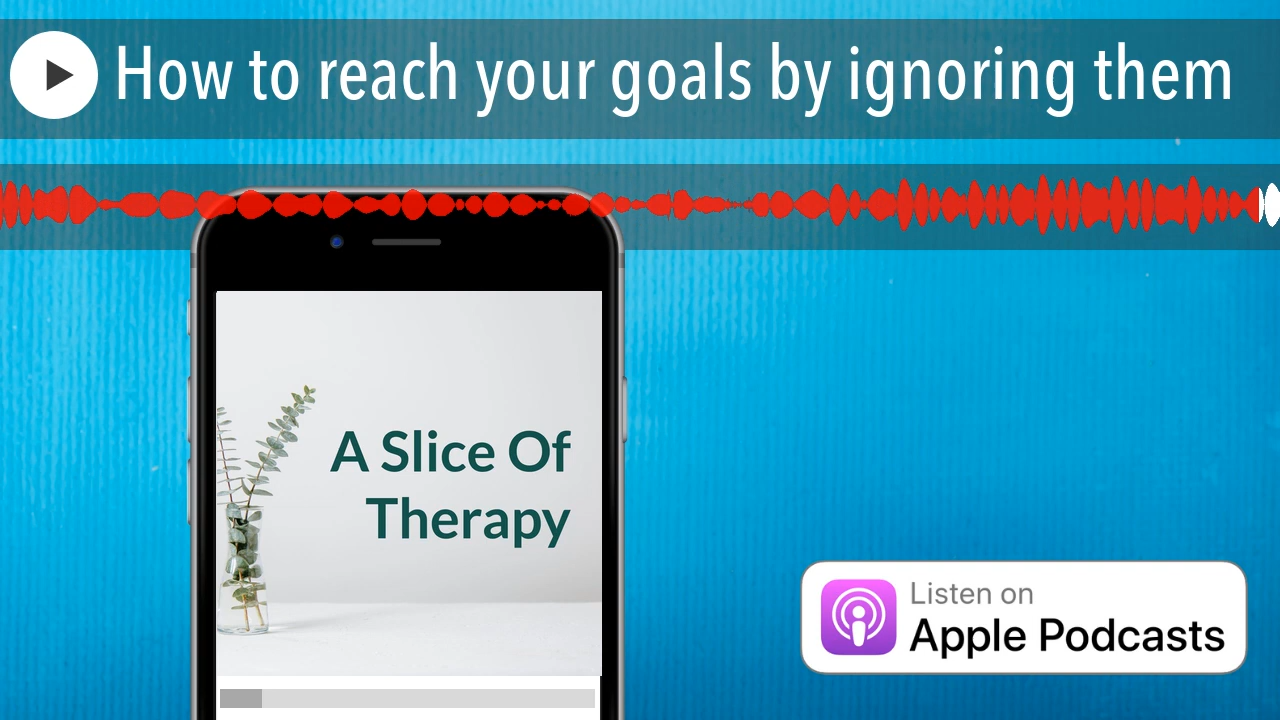 How to reach your goals by ignoring them
A Slice Of
Therapy
Listen on
Apple Podcasts